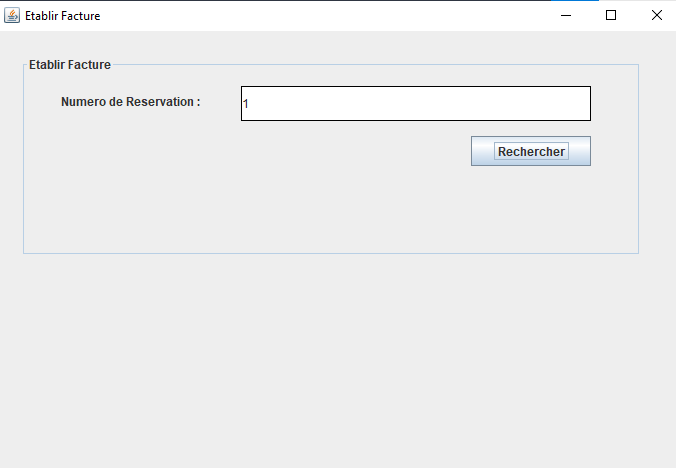 Etablir Facture
Etablir Facture
Numero de Reservation :
1
Rechercher